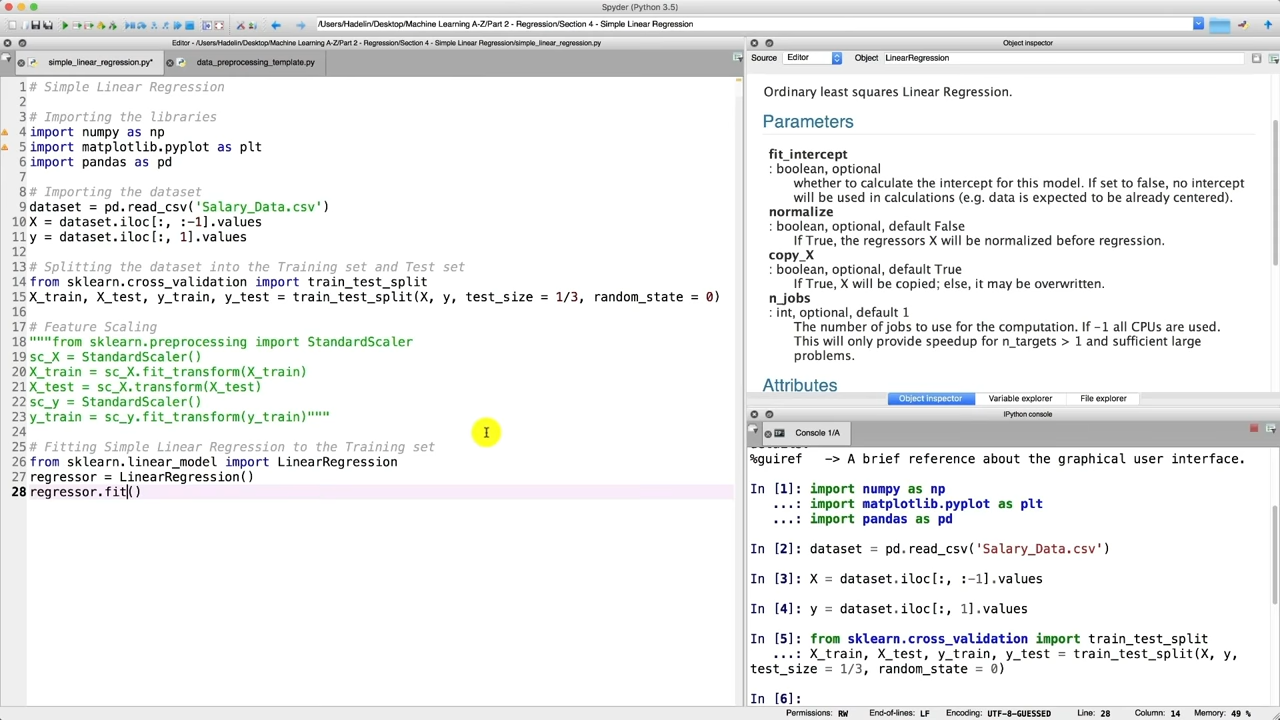 Spyder (Python 3.5)
/Users/Hadelin/Desktop/Machine Learning A-Z/Part 2 - Regression/Section 4 - Simple Linear Regression
Editor - /Users/Hadelin/Desktop/Machine Learning A-Z/Part 2 - Regression/Section 4 - Simple Linear Regression/simple_linear_regression.py
simple_linear_regression.py* data_preprocessing_template.py
1 # Simple Linear Regression
2
3 # Importing the libraries
4 import numpy as np
5 import matplotlib.pyplot as plt
6 import pandas as pd
7
8 # Importing the dataset
9 dataset = pd.read_csv('Salary_Data.csv')
10 X = dataset.iloc[:, :-1].values
11 y = dataset.iloc[:, 1].values
12
13 # Splitting the dataset into the Training set and Test set
14 from sklearn.cross_validation import train_test_split
15 X_train, X_test, y_train, y_test = train_test_split(X, y, test_size = 1/3, random_state = 0)
16
17 # Feature Scaling
18 """from sklearn.preprocessing import StandardScaler
19 sc_X = StandardScaler()
20 X_train = sc_X.fit_transform(X_train)
21 X_test = sc_X.transform(X_test)
22 sc_y = StandardScaler()
23 y_train = sc_y.fit_transform(y_train)"""
24
25 # Fitting Simple Linear Regression to the Training set
26 from sklearn.linear_model import LinearRegression
27 regressor = LinearRegression()
28 regressor.fit()
Object inspector
Source Editor Object LinearRegression
Ordinary least squares Linear Regression.
Parameters
fit_intercept
: boolean, optional
whether to calculate the intercept for this model. If set to false, no intercept
will be used in calculations (e.g. data is expected to be already centered).
normalize
: boolean, optional, default False
If True, the regressors X will be normalized before regression.
copy_X
: boolean, optional, default True
If True, X will be copied; else, it may be overwritten.
n_jobs
: int, optional, default 1
The number of jobs to use for the computation. If -1 all CPUs are used.
This will only provide speedup for n_targets > 1 and sufficient large
problems.
Attributes
Object inspector Variable explorer File explorer
IPython console
Console 1/A
%guiref -> A brief reference about the graphical user interface.
In [1]: import numpy as np
...: import matplotlib.pyplot as plt
...: import pandas as pd
In [2]: dataset = pd.read_csv('Salary_Data.csv')
In [3]: X = dataset.iloc[:, :-1].values
In [4]: y = dataset.iloc[:, 1].values
In [5]: from sklearn.cross_validation import train_test_split
...: X_train, X_test, y_train, y_test = train_test_split(X, y,
test_size = 1/3, random_state = 0)
In [6]:
Permissions: RW End-of-lines: LF Encoding: UTF-8-GUESSED Line: 28 Column: 14 Memory: 49 %